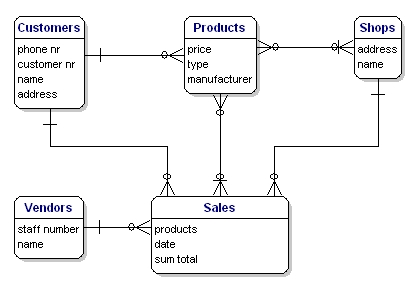 Customers
phone nr
customer nr
name
address
Products
price
type
manufacturer
Shops
address
name
Vendors
staff number
name
Sales
products
date
sum total